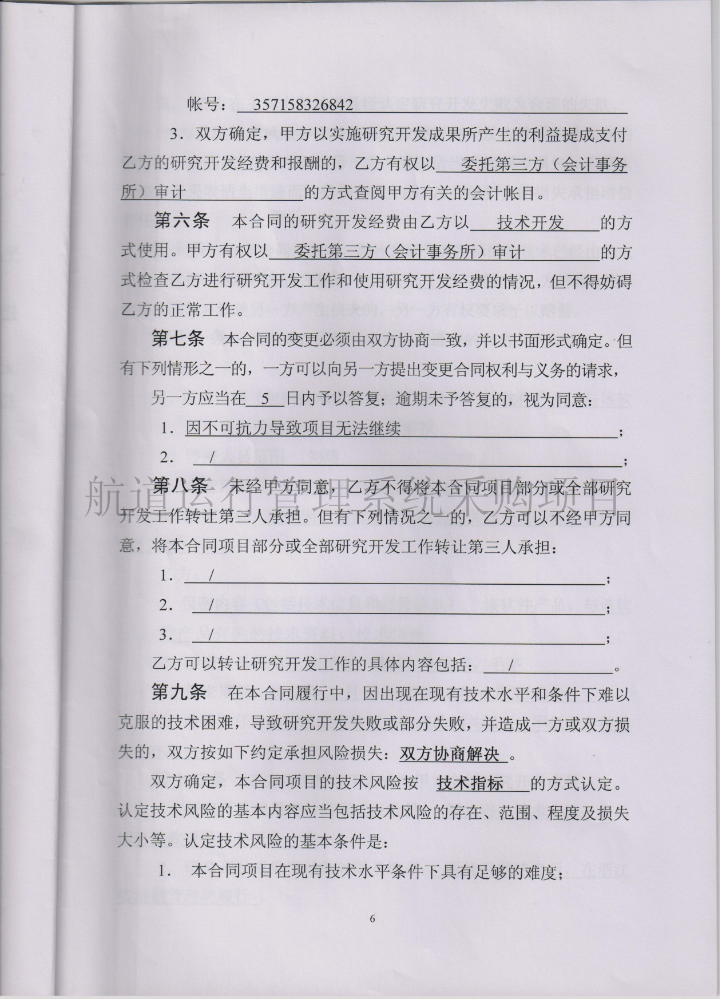 帐号：357158326842
3．双方确定，甲方以实施研究开发成果所产生的利益提成支付
乙方的研究开发经费和报酬的，乙方有权以 委托第三方（会计事务
所）审计 的方式查阅甲方有关的会计帐目。
第六条 本合同的研究开发经费由乙方以 技术开发 的方
式使用。甲方有权以 委托第三方（会计事务所）审计 的方
式检查乙方进行研究开发工作和使用研究开发经费的情况，但不得妨碍
乙方的正常工作。
第七条 本合同的变更必须由双方协商一致，并以书面形式确定。但
有下列情形之一的，一方可以向另一方提出变更合同权利与义务的请求，
另一方应当在 5 日内予以答复；逾期未予答复的，视为同意：
1．因不可抗力导致项目无法继续；
2． /；
航道运行管理系统采购项目
第八条 未经甲方同意，乙方不得将本合同项目部分或全部研究
开发工作转让第三人承担。但有下列情况之一的，乙方可以不经甲方同
意，将本合同项目部分或全部研究开发工作转让第三人承担：
1． /；
2． /；
3． /；
乙方可以转让研究开发工作的具体内容包括： / 。
第九条 在本合同履行中，因出现在现有技术水平和条件下难以
克服的技术困难，导致研究开发失败或部分失败，并造成一方或双方损
失的，双方按如下约定承担风险损失：双方协商解决 。
双方确定，本合同项目的技术风险按 技术指标 的方式认定。
认定技术风险的基本内容应当包括技术风险的存在、范围、程度及损失
大小等。认定技术风险的基本条件是：
1． 本合同项目在现有技术水平条件下具有足够的难度；
6